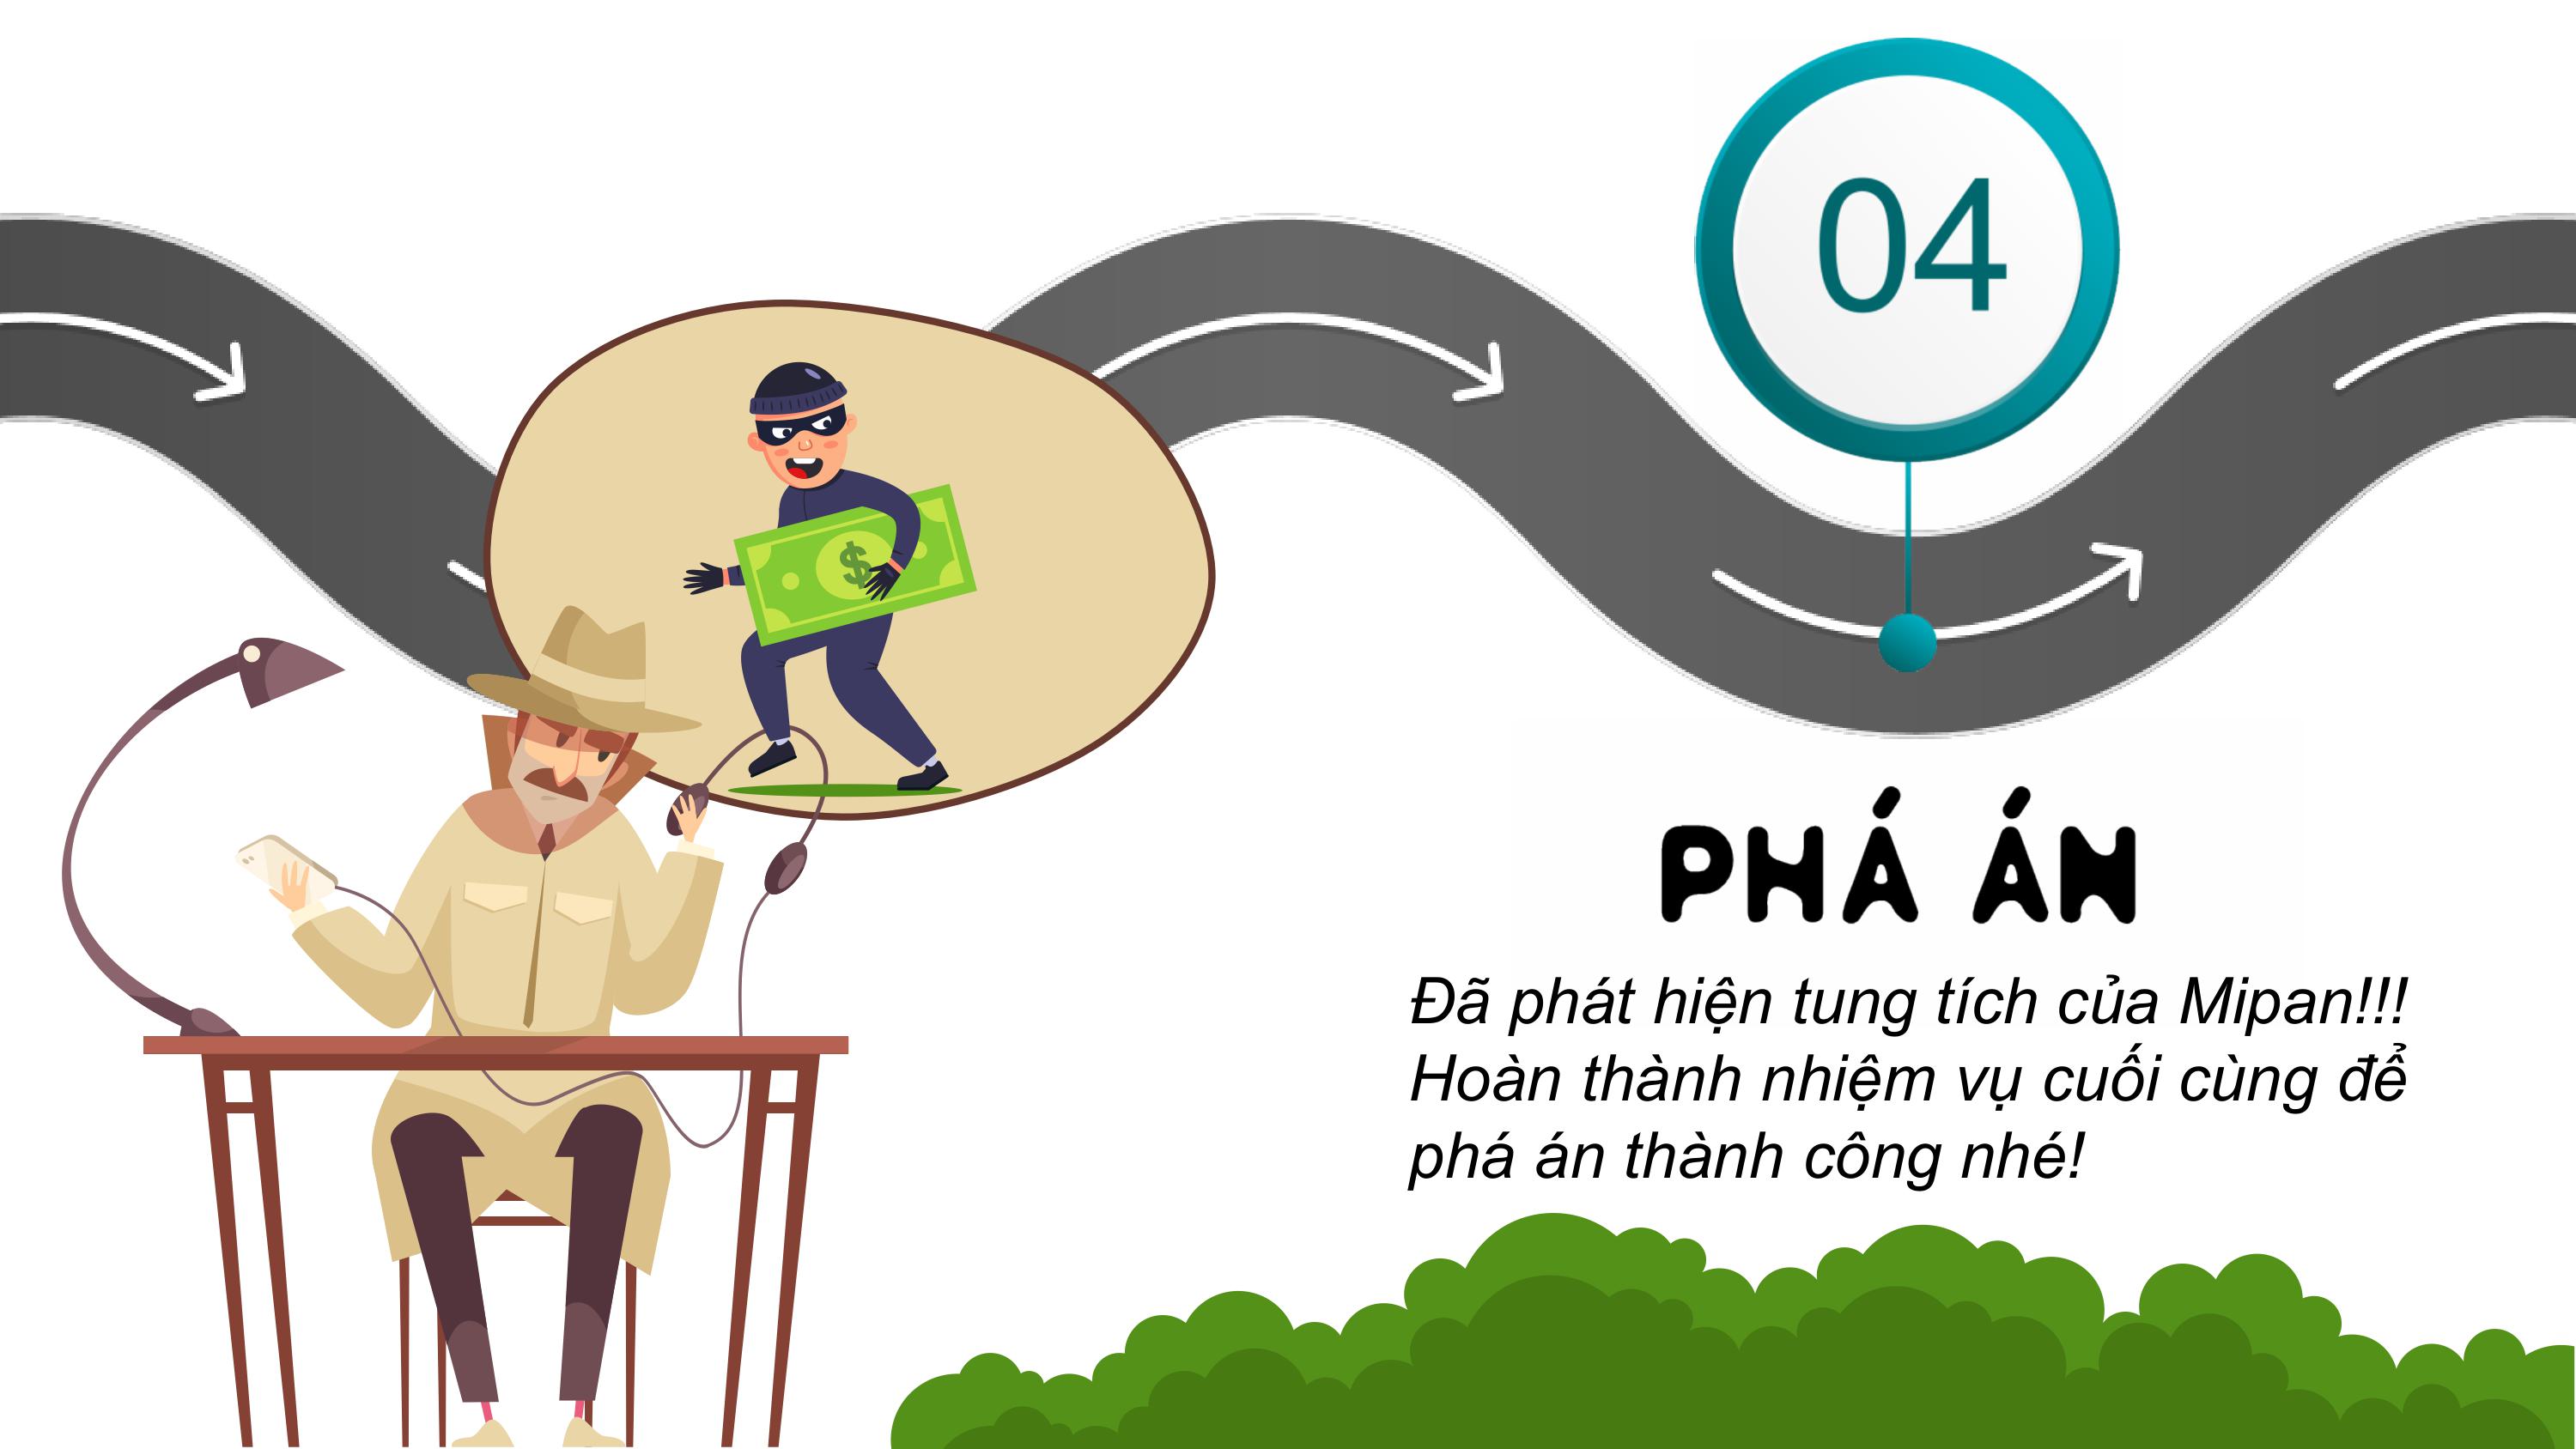 04
$
PHÁ ÁN
Đã phát hiện tung tích của Mipan!!!
Hoàn thành nhiệm vụ cuối cùng để
phá án thành công nhé!